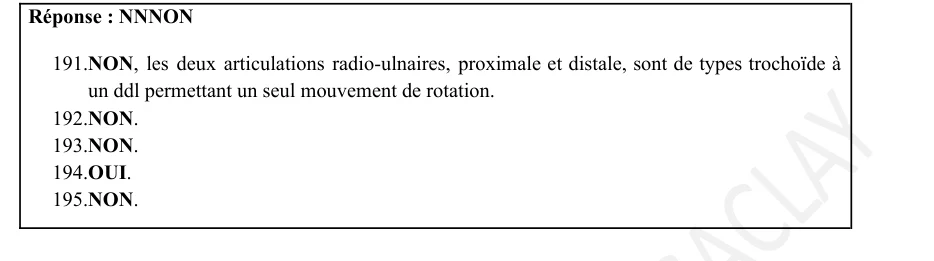 Réponse : NNNON
191.NON, les deux articulations radio-ulnaires, proximale et distale, sont de types trochoïde à
un ddl permettant un seul mouvement de rotation.
192.NON.
193.NON.
194.OUI.
195.NON.
SACLAY